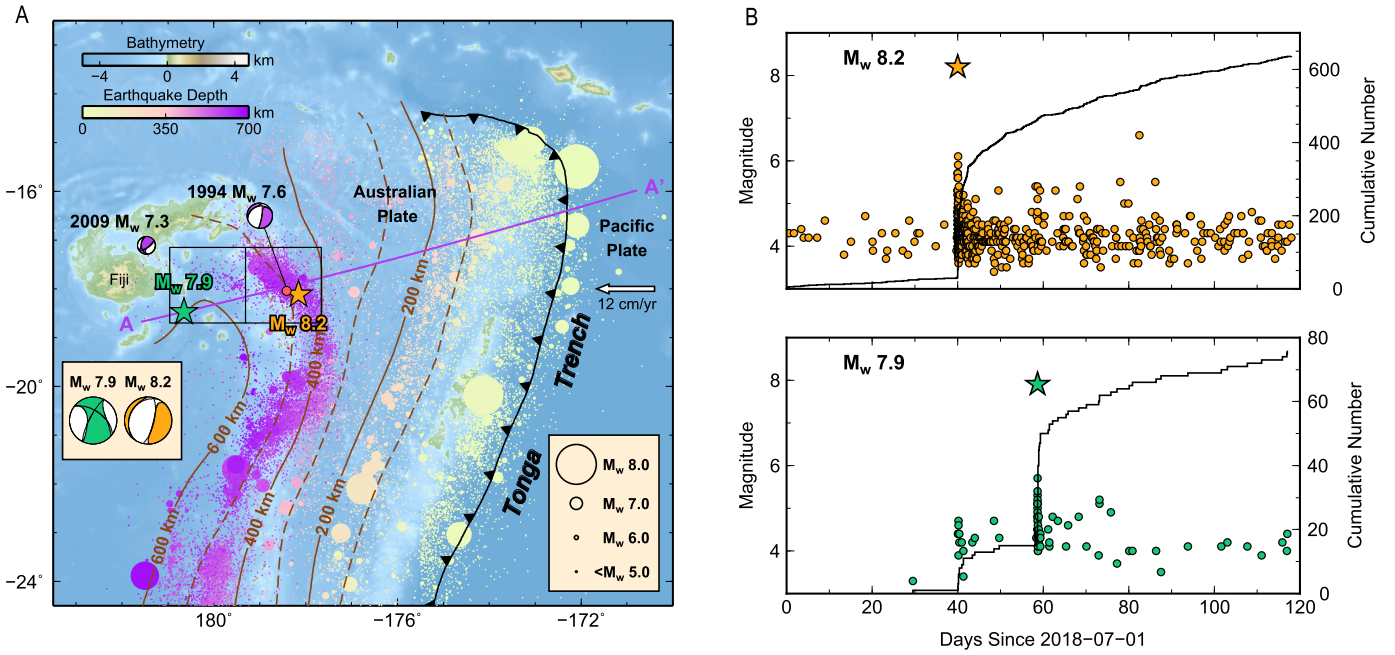 A
Bathymetry
−4 0 4 km
Earthquake Depth
0 350 700 km
−16°
−20°
−24°
180°
−176°
−172°
1994 Mw 7.6
2009 Mw 7.3
Fiji
Mw 7.9
Mw 8.2
A
A'
Australian
Plate
Pacific
Plate
12 cm/yr
200 km
400 km
600 km
600 km
400 km
200 km
Tonga
Trench
Mw 7.9 Mw 8.2
Mw 8.0
Mw 7.0
Mw 6.0
<Mw 5.0
B
Mw 8.2
Magnitude
8
6
4
Cumulative Number
600
400
200
0
Mw 7.9
Magnitude
8
6
4
Cumulative Number
80
60
40
20
0
0 20 40 60 80 100 120
Days Since 2018−07−01